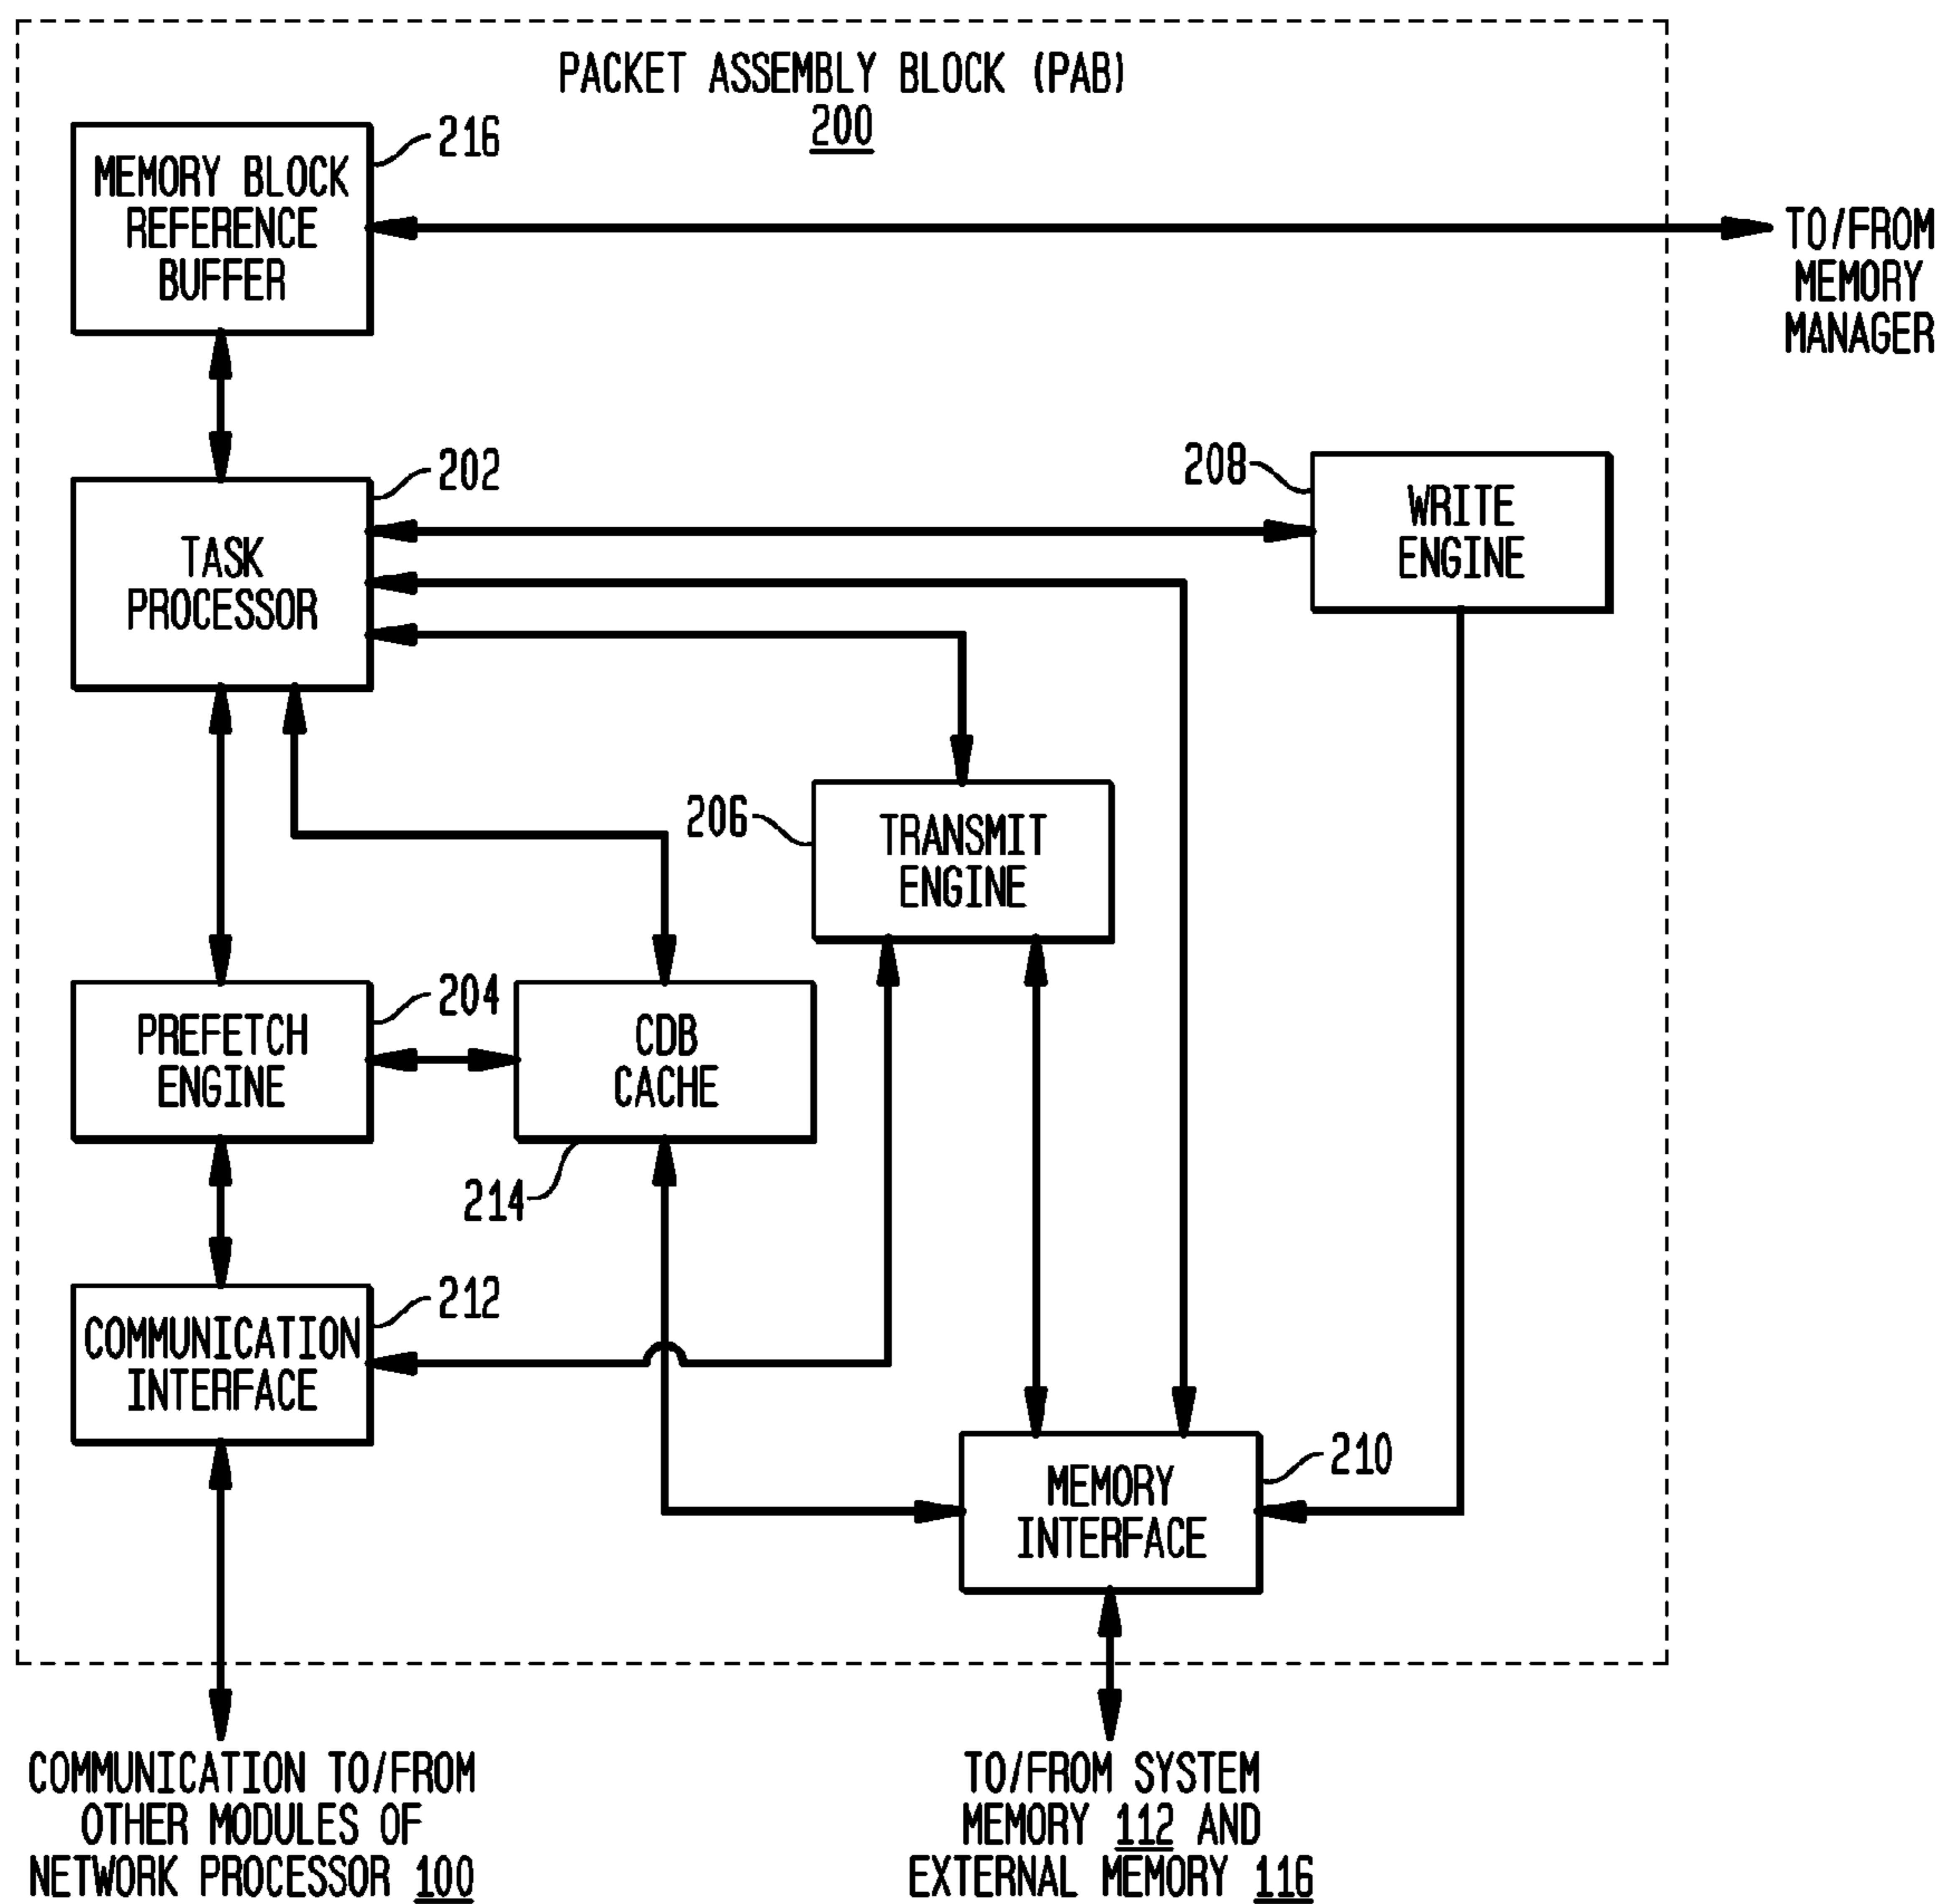 PACKET ASSEMBLY BLOCK (PAB)
200
216
MEMORY BLOCK
REFERENCE
BUFFER
TO/FROM
MEMORY
MANAGER
202
TASK
PROCESSOR
208
WRITE
ENGINE
206
TRANSMIT
ENGINE
204
PREFETCH
ENGINE
CDB
CACHE
214
212
COMMUNICATION
INTERFACE
210
MEMORY
INTERFACE
COMMUNICATION TO/FROM
OTHER MODULES OF
NETWORK PROCESSOR 100
TO/FROM SYSTEM
MEMORY 112 AND
EXTERNAL MEMORY 116